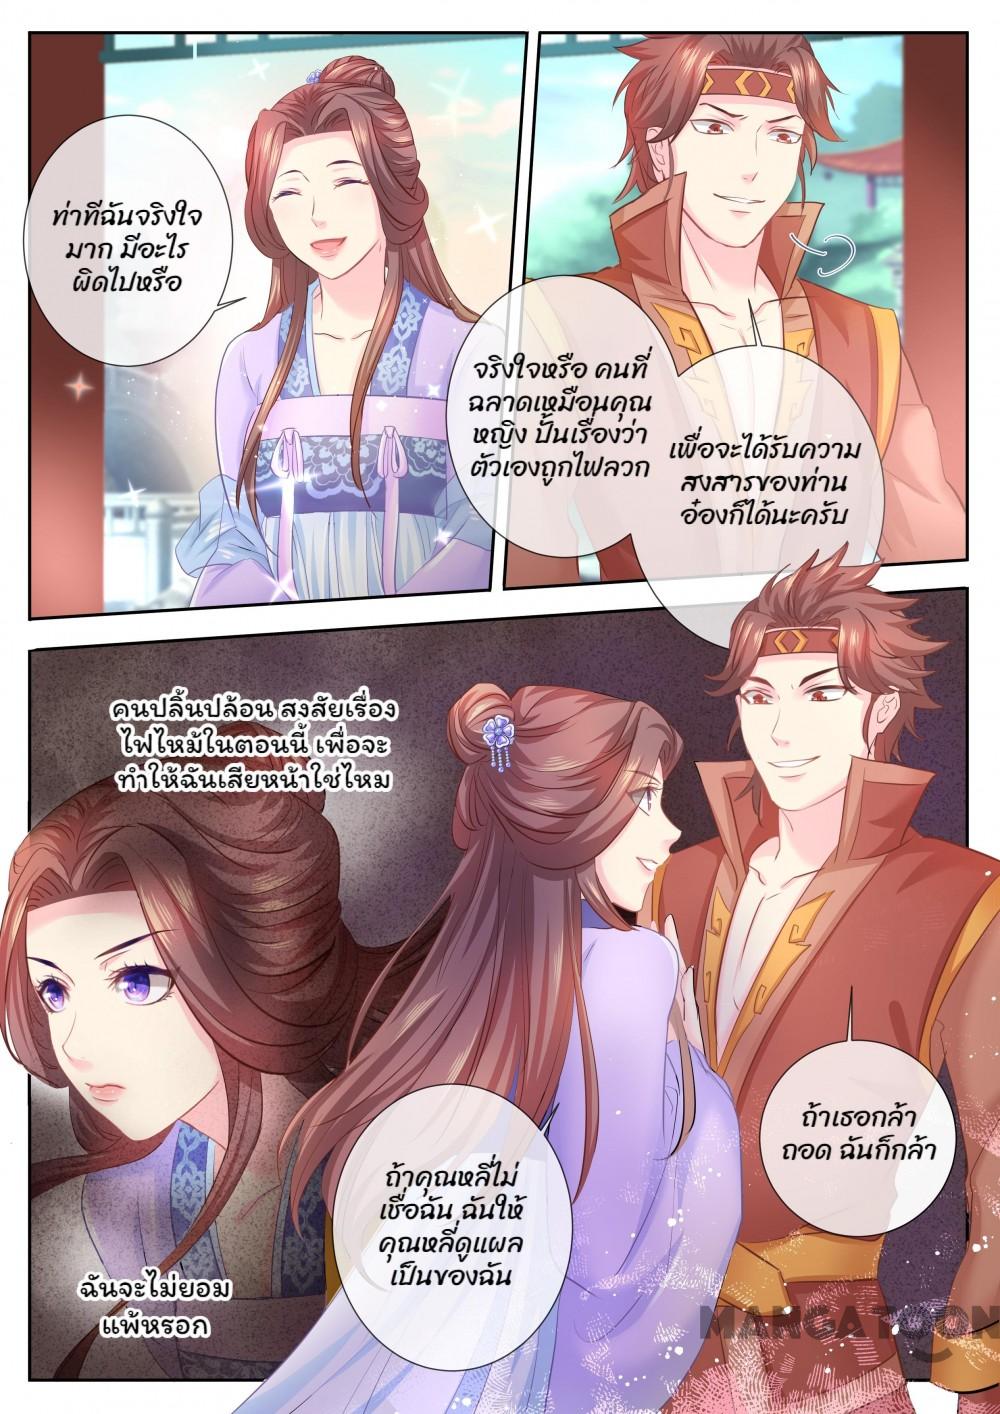 ท่าทีฉันจริงใจ
มาก มีอะไร
ผิดไปหรือ
จริงใจหรือ คนที่
ฉลาดเหมือนคุณ
หญิง ปั้นเรื่องว่า
ตัวเองถูกไฟลวก
เพื่อจะได้รับความ
สงสารของท่าน
อ๋องก็ได้นะครับ
คนปลิ้นปล้อน สงสัยเรื่อง
ไฟไหม้ในตอนนี้ เพื่อจะ
ทำให้ฉันเสียหน้าใช่ไหม
ถ้าเธอกล้า
ถอด ฉันก็กล้า
ถ้าคุณหลี่ไม่
เชื่อฉัน ฉันให้
คุณหลี่ดูแผล
เป็นของฉัน
ฉันจะไม่ยอม
แพ้หรอก
MANGATOON